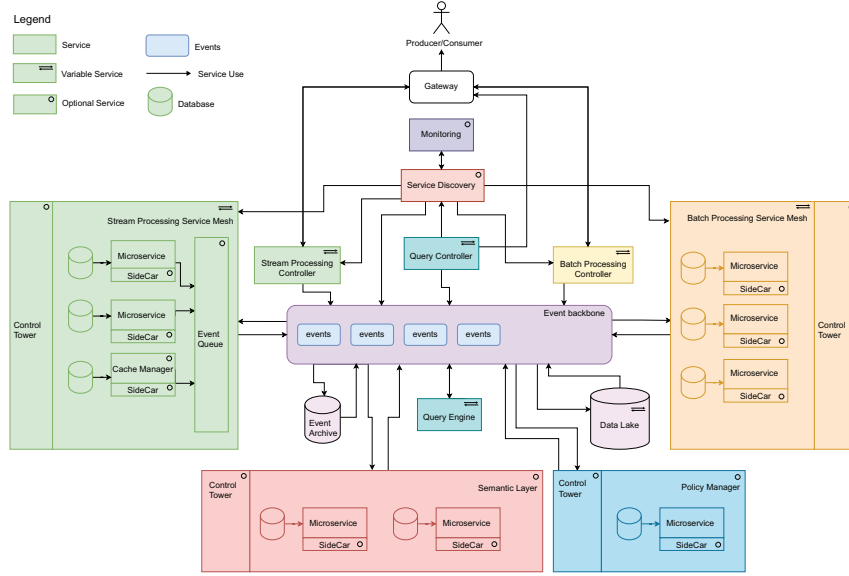 Legend
Service
Events
Variable Service
Service Use
Optional Service
Database
Producer/Consumer
Gateway
Monitoring
Service Discovery
Stream Processing Service Mesh
Control
Tower
Microservice
SideCar
Microservice
SideCar
Cache Manager
SideCar
Event
Queue
Stream Processing
Controller
Query Controller
Batch Processing
Controller
Batch Processing Service Mesh
Microservice
SideCar
Microservice
SideCar
Microservice
SideCar
Control
Tower
Event backbone
events
events
events
events
Event
Archive
Query Engine
Data Lake
Control
Tower
Semantic Layer
Microservice
SideCar
Microservice
SideCar
Control
Tower
Policy Manager
Microservice
SideCar